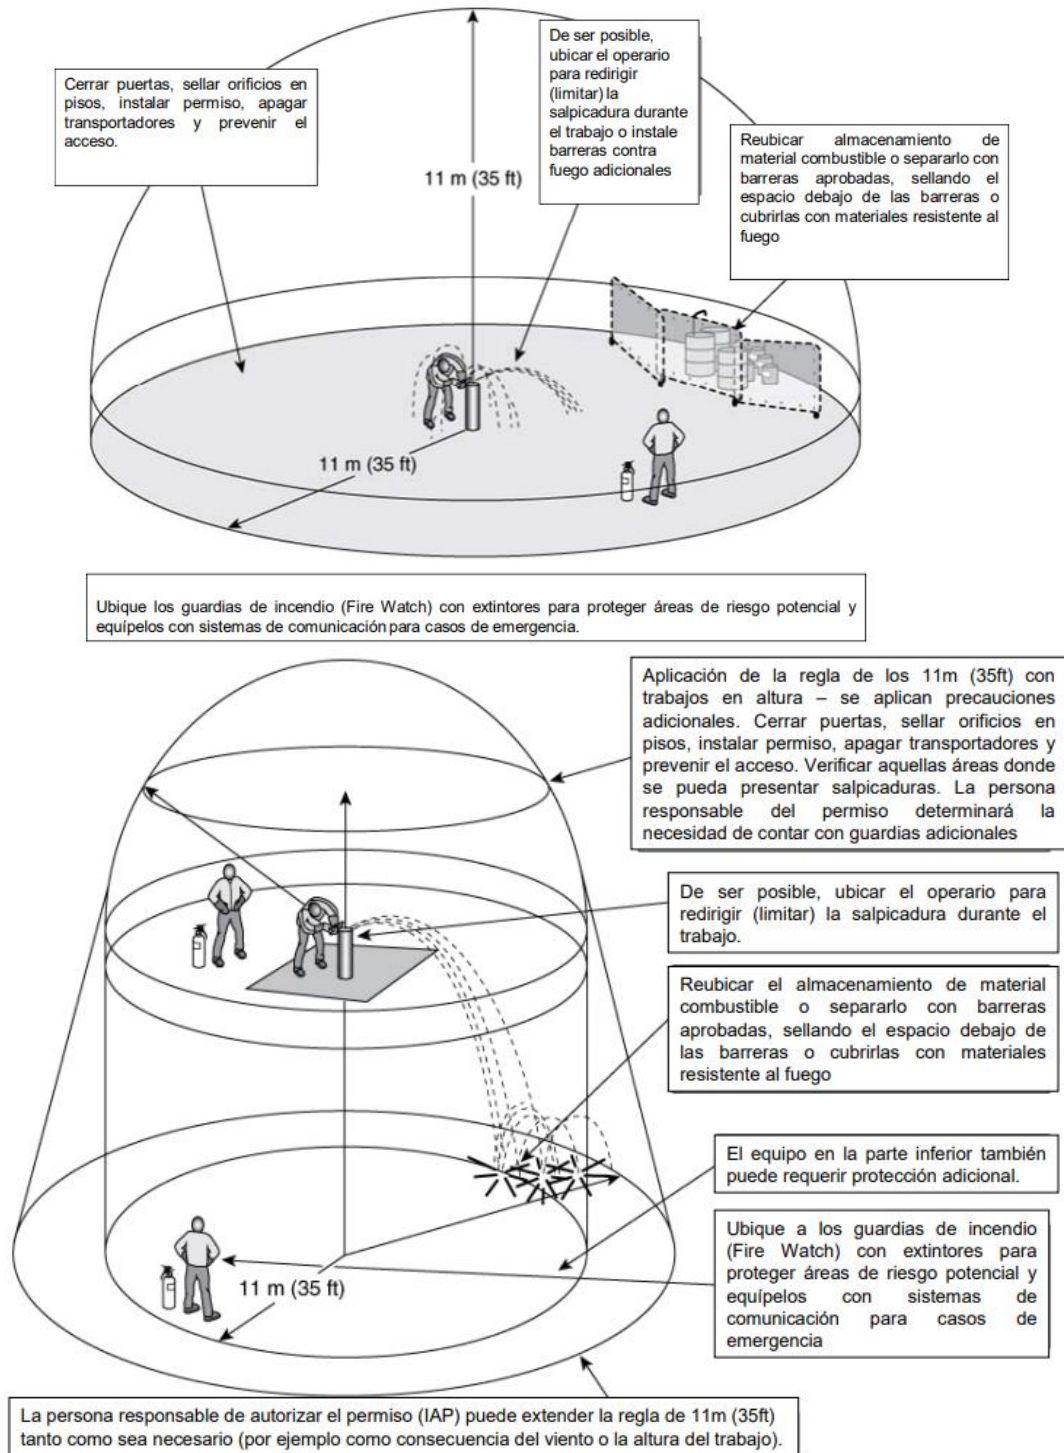 De ser posible,
ubicar el operario
para redirigir
(limitar) la
salpicadura durante
el trabajo o instale
barreras contra
fuego adicionales
Cerrar puertas, sellar orificios en
pisos, instalar permiso, apagar
transportadores y prevenir el
acceso.
Reubicar almacenamiento de
material combustible o separarlo con
barreras aprobadas, sellando el
espacio debajo de las barreras o
cubrirlas con materiales resistente al
fuego
11 m (35 ft)
11 m (35 ft)
Ubique los guardias de incendio (Fire Watch) con extintores para proteger áreas de riesgo potencial y
equípelos con sistemas de comunicación para casos de emergencia.
Aplicación de la regla de los 11m (35ft) con
trabajos en altura – se aplican precauciones
adicionales. Cerrar puertas, sellar orificios en
pisos, instalar permiso, apagar transportadores y
prevenir el acceso. Verificar aquellas áreas donde
se pueda presentar salpicaduras. La persona
responsable del permiso determinará la
necesidad de contar con guardias adicionales
De ser posible, ubicar el operario para
redirigir (limitar) la salpicadura durante el
trabajo.
Reubicar el almacenamiento de material
combustible o separarlo con barreras
aprobadas, sellando el espacio debajo de
las barreras o cubrirlas con materiales
resistente al fuego
El equipo en la parte inferior también
puede requerir protección adicional.
Ubique a los guardias de incendio
(Fire Watch) con extintores para
proteger áreas de riesgo potencial y
equípelos con sistemas de
comunicación para casos de
emergencia
11 m (35 ft)
La persona responsable de autorizar el permiso (IAP) puede extender la regla de 11m (35ft)
tanto como sea necesario (por ejemplo como consecuencia del viento o la altura del trabajo).